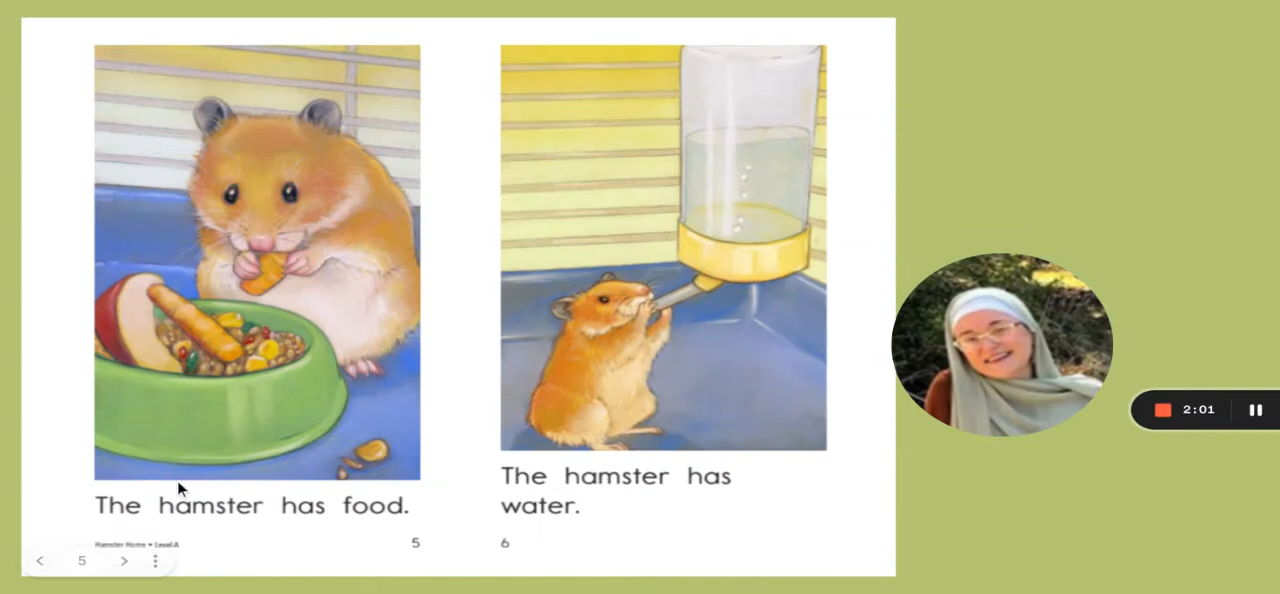 The hamster has food.
Hamster Home • Level A
5
The hamster has
water.
6
5
2:01